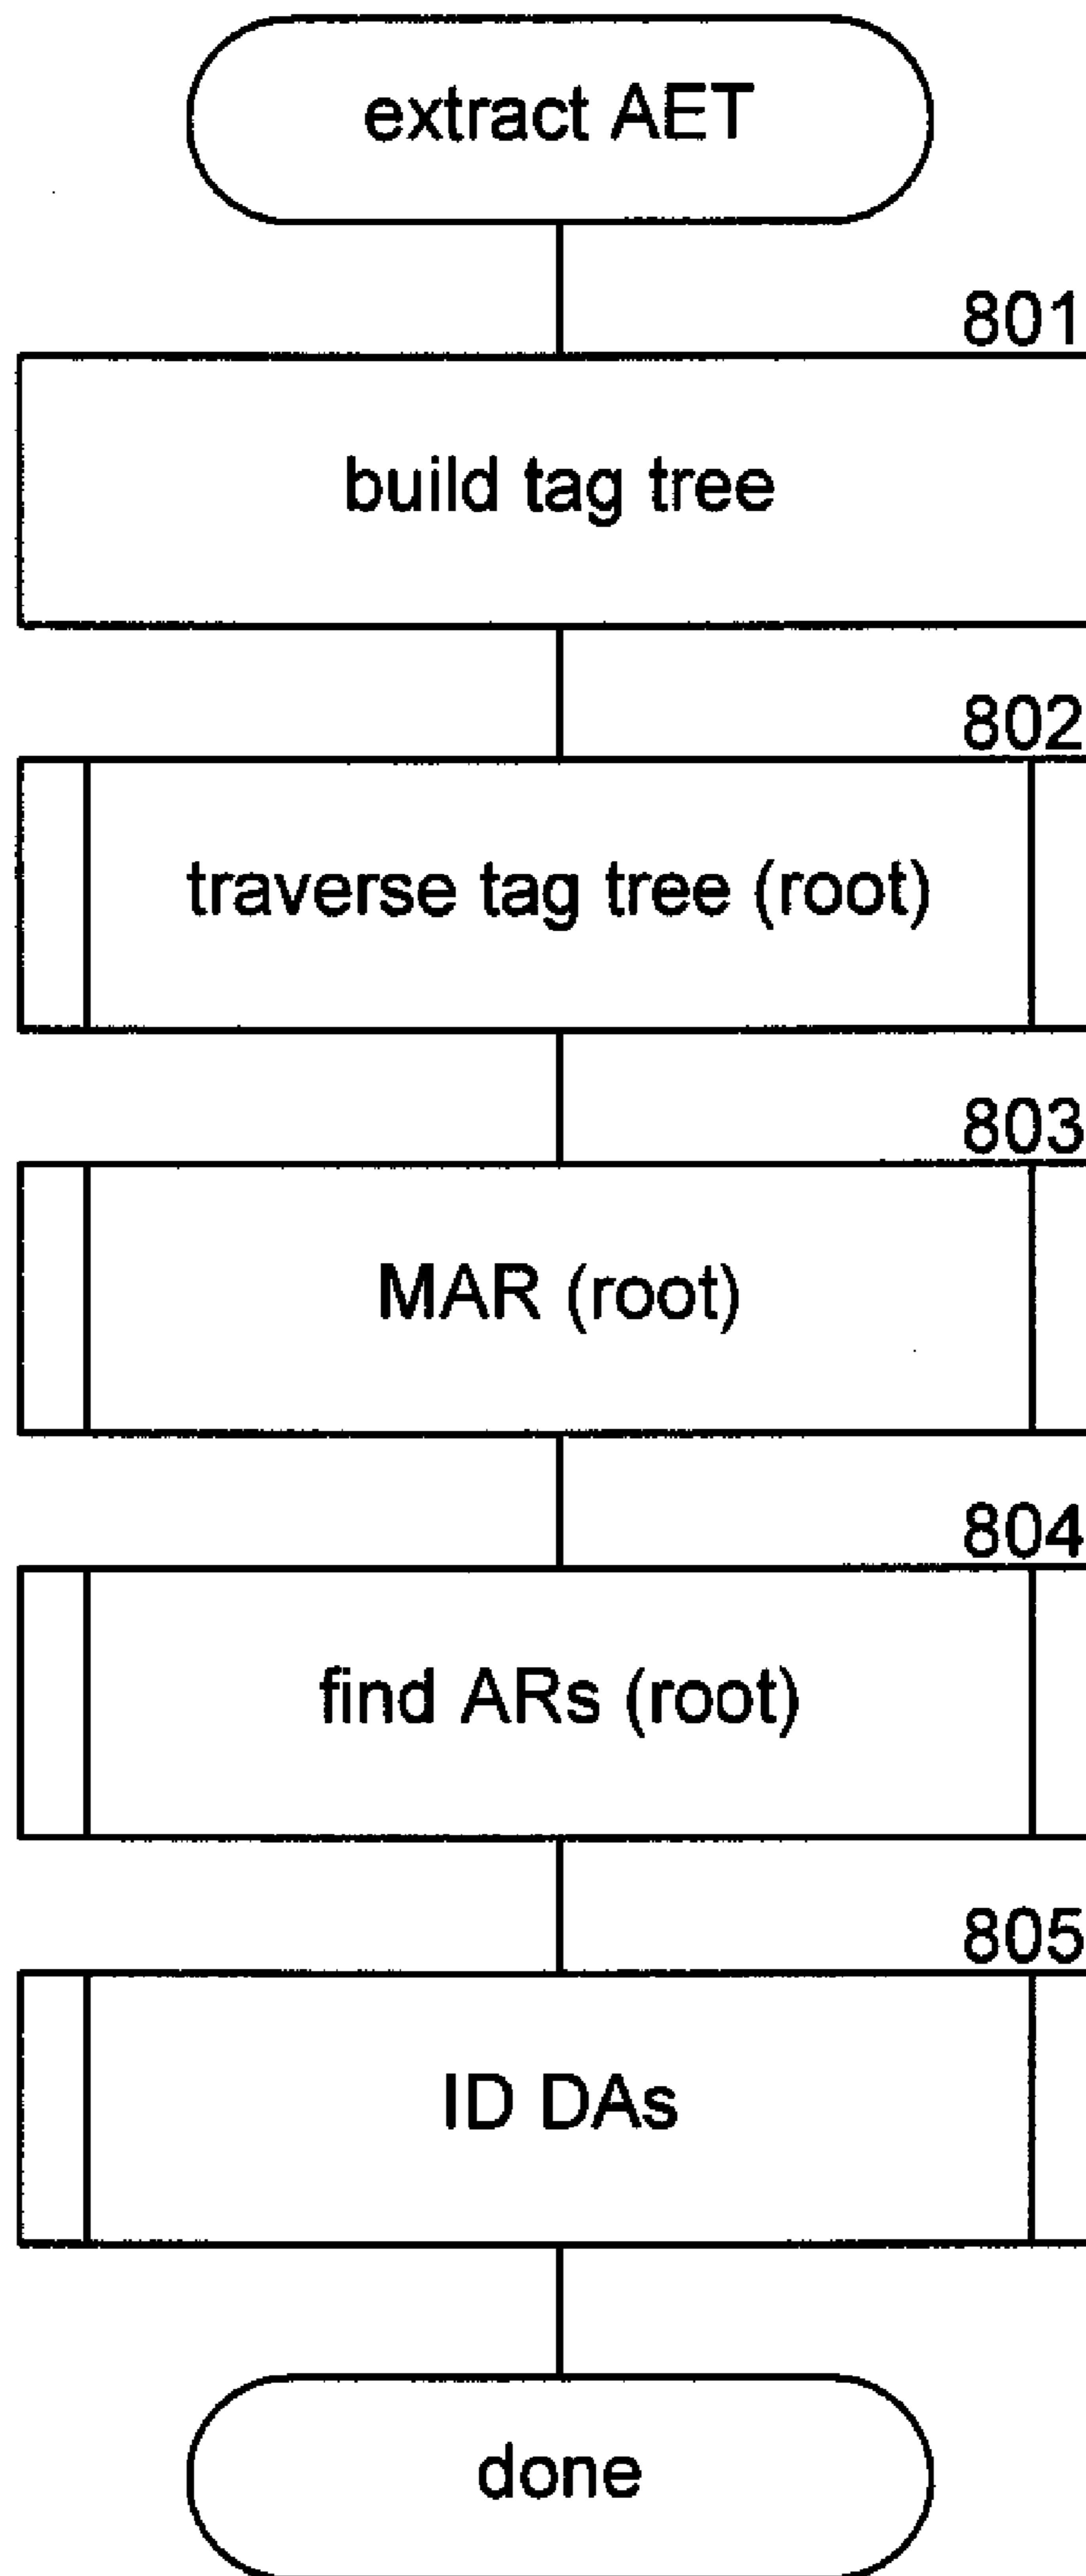 extract AET
801
build tag tree
802
traverse tag tree (root)
803
MAR (root)
804
find ARs (root)
805
ID DAs
done